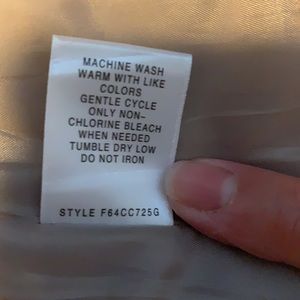 MACHINE WASH
WARM WITH LIKE
COLORS
GENTLE CYCLE
ONLY NON-
CHLORINE BLEACH
WHEN NEEDED
TUMBLE DRY LOW
DO NOT IRON
STYLE F64CC725G